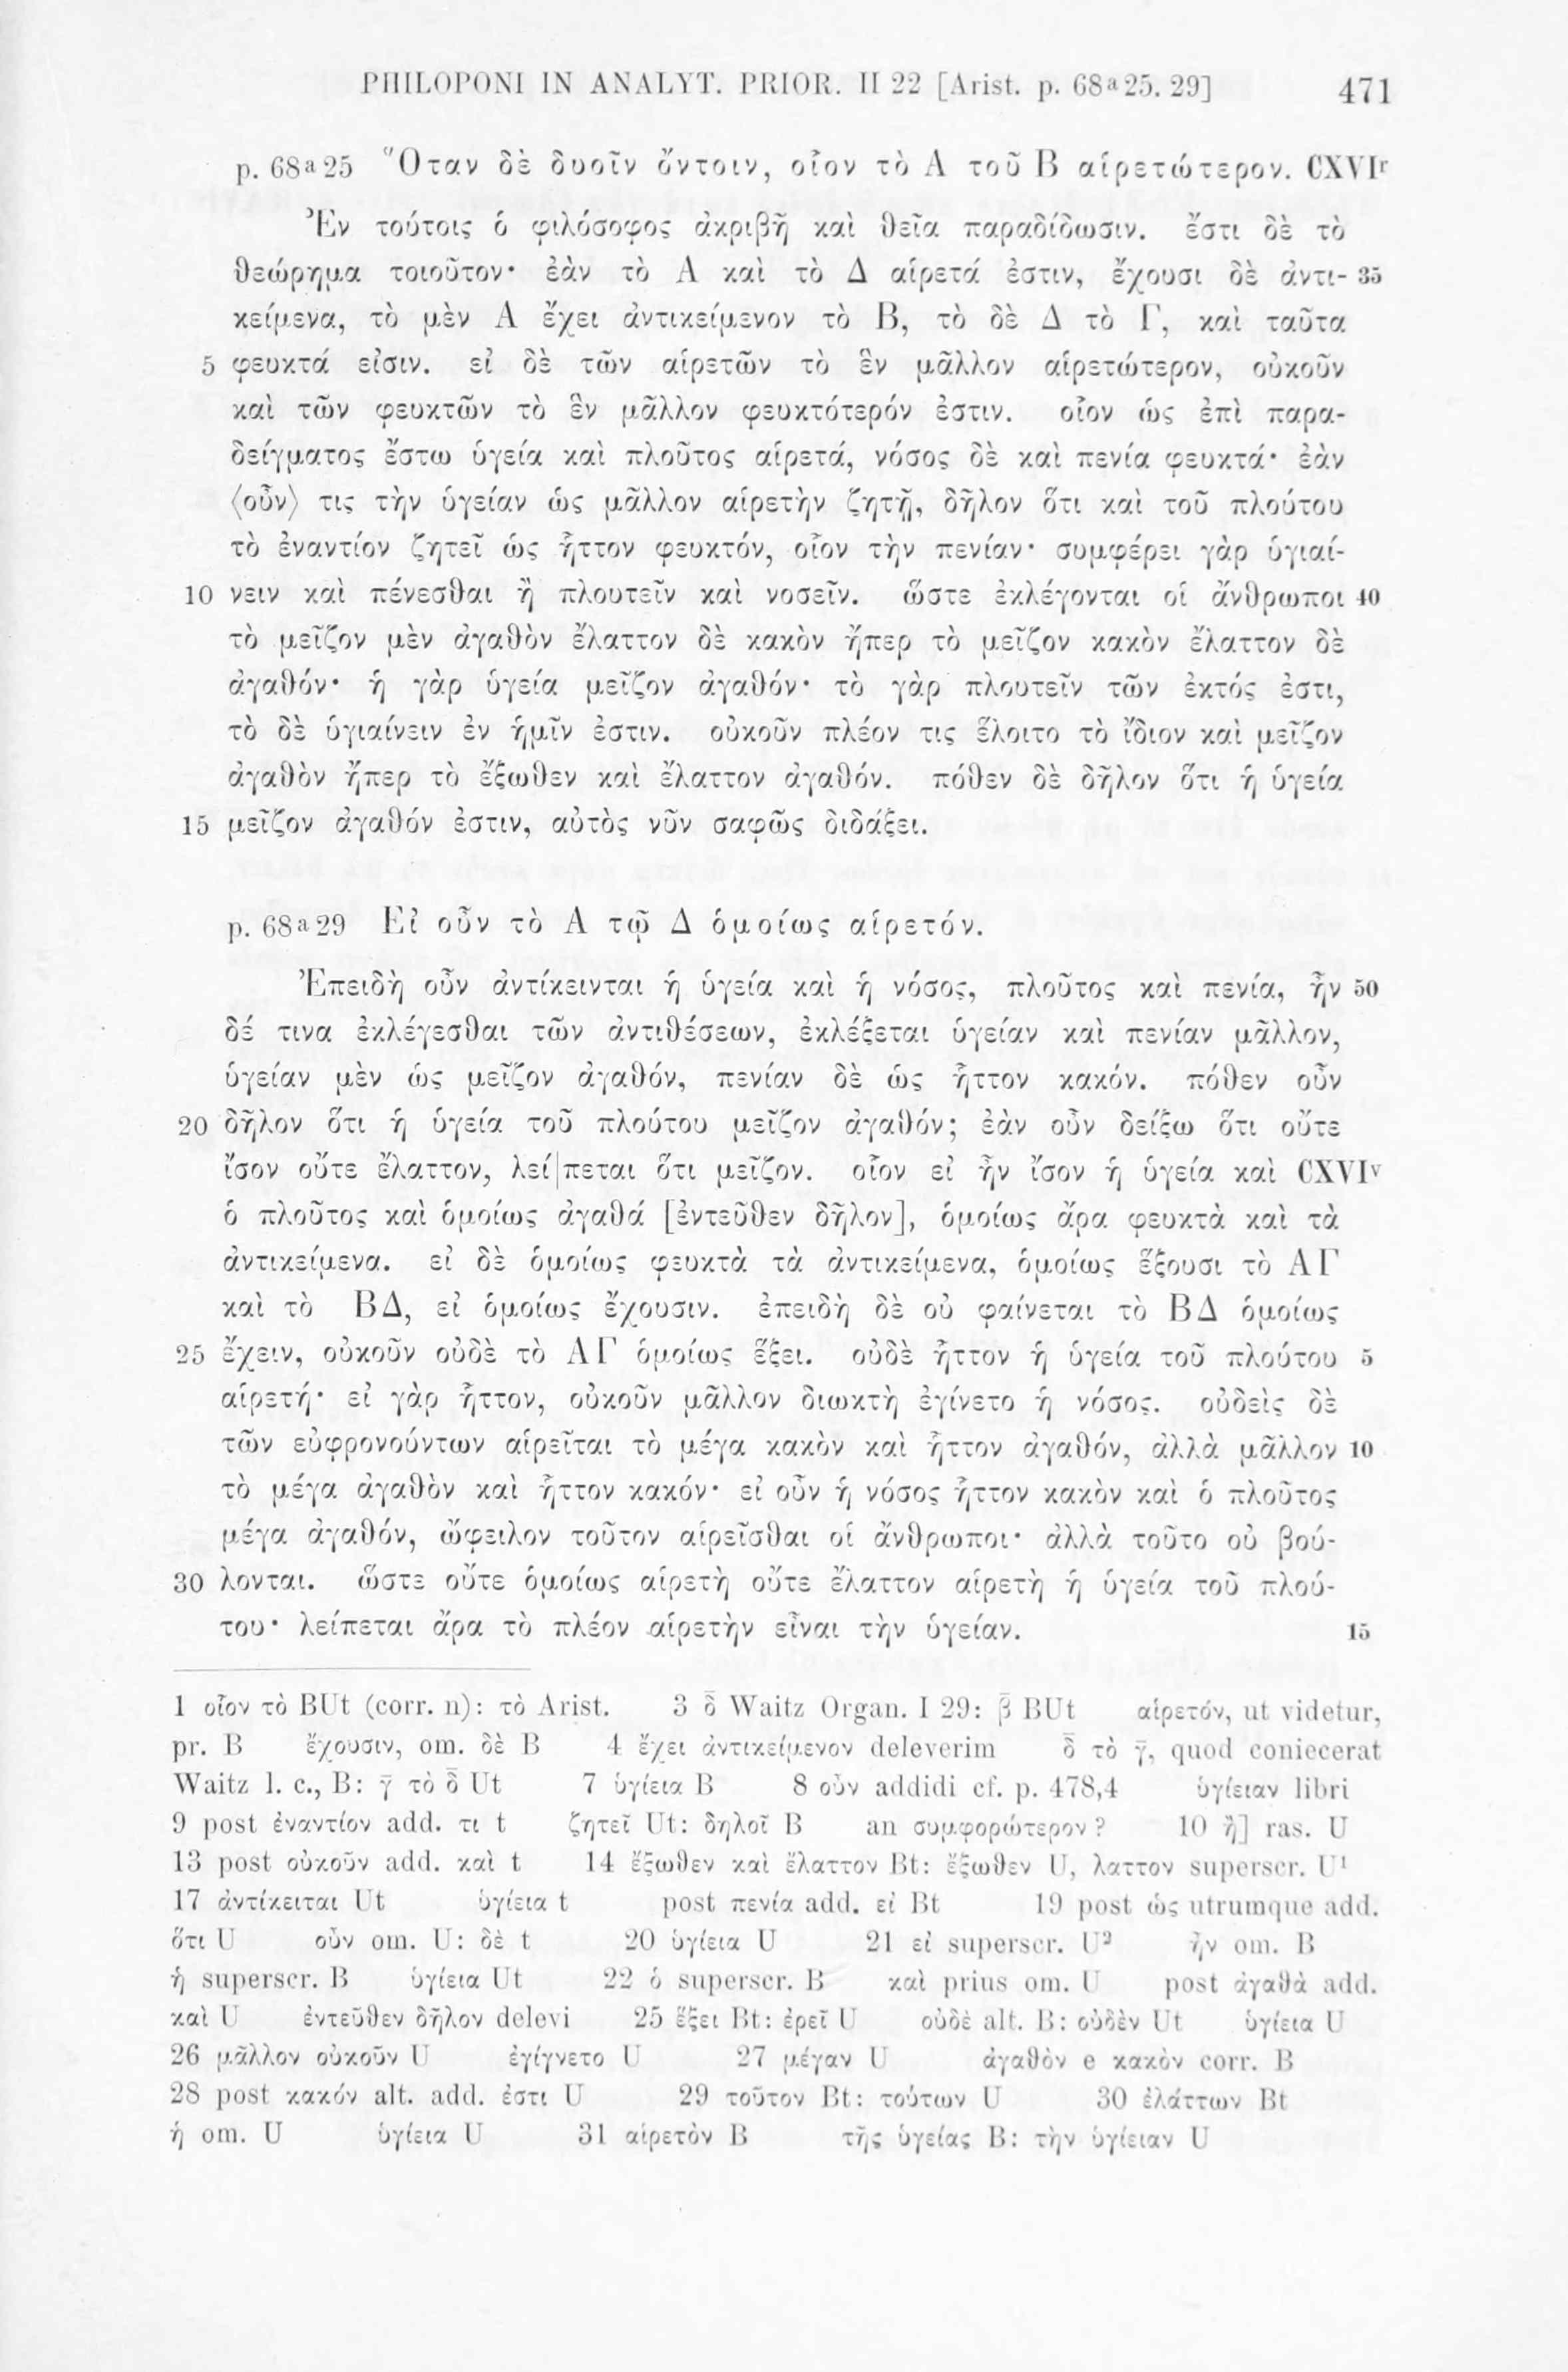 PHILOPONI IN ANALYT. PRIOR. II 22 [Arist. p. 68ª25. 29] 471
p. 68ª25 Ὅταν δὲ δυοῖν ὄντοιν, οἷον τὸ Α τοῦ Β αἱρετώτερον. CXVIʳ
Ἐν τούτοις ὁ φιλόσοφος ἀκριβῆ καὶ θεῖα παραδίδωσιν. ἔστι δὲ τὸ
θεώρημα τοιοῦτον· ἐὰν τὸ Α καὶ τὸ Δ αἱρετά ἐστιν, ἔχουσι δὲ ἀντι- 35
κείμενα, τὸ μὲν Α ἔχει ἀντικείμενον τὸ Β, τὸ δὲ Δ τὸ Γ, καὶ ταῦτα
5 φευκτά εἰσιν. εἰ δὲ τῶν αἱρετῶν τὸ ἓν μᾶλλον αἱρετώτερον, οὐκοῦν
καὶ τῶν φευκτῶν τὸ ἓν μᾶλλον φευκτότερόν ἐστιν. οἷον ὡς ἐπὶ παρα-
δείγματος ἔστω ὑγεία καὶ πλοῦτος αἱρετά, νόσος δὲ καὶ πενία φευκτά· ἐὰν
⟨οὖν⟩ τις τὴν ὑγείαν ὡς μᾶλλον αἱρετὴν ζητῇ, δῆλον ὅτι καὶ τοῦ πλούτου
τὸ ἐναντίον ζητεῖ ὡς ἧττον φευκτόν, οἷον τὴν πενίαν· συμφέρει γὰρ ὑγιαί-
10 νειν καὶ πένεσθαι ἢ πλουτεῖν καὶ νοσεῖν. ὥστε ἐκλέγονται οἱ ἄνθρωποι 40
τὸ μεῖζον μὲν ἀγαθὸν ἔλαττον δὲ κακὸν ἤπερ τὸ μεῖζον κακὸν ἔλαττον δὲ
ἀγαθόν· ἡ γὰρ ὑγεία μεῖζον ἀγαθόν· τὸ γὰρ πλουτεῖν τῶν ἐκτός ἐστι,
τὸ δὲ ὑγιαίνειν ἐν ἡμῖν ἐστιν. οὐκοῦν πλέον τις ἕλοιτο τὸ ἴδιον καὶ μεῖζον
ἀγαθὸν ἤπερ τὸ ἔξωθεν καὶ ἔλαττον ἀγαθόν. πόθεν δὲ δῆλον ὅτι ἡ ὑγεία
15 μεῖζον ἀγαθόν ἐστιν, αὐτὸς νῦν σαφῶς διδάξει.
p. 68ª29 Εἰ οὖν τὸ Α τῷ Δ ὁμοίως αἱρετόν.
Ἐπειδὴ οὖν ἀντίκεινται ἡ ὑγεία καὶ ἡ νόσος, πλοῦτος καὶ πενία, ἦν 50
δέ τινα ἐκλέγεσθαι τῶν ἀντιθέσεων, ἐκλέξεται ὑγείαν καὶ πενίαν μᾶλλον,
ὑγείαν μὲν ὡς μεῖζον ἀγαθόν, πενίαν δὲ ὡς ἧττον κακόν. πόθεν οὖν
20 δῆλον ὅτι ἡ ὑγεία τοῦ πλούτου μεῖζον ἀγαθόν; ἐὰν οὖν δείξω ὅτι οὔτε
ἴσον οὔτε ἔλαττον, λεί|πεται ὅτι μεῖζον. οἷον εἰ ἦν ἴσον ἡ ὑγεία καὶ CXVIᵛ
ὁ πλοῦτος καὶ ὁμοίως ἀγαθά [ἐντεῦθεν δῆλον], ὁμοίως ἄρα φευκτὰ καὶ τὰ
ἀντικείμενα. εἰ δὲ ὁμοίως φευκτὰ τὰ ἀντικείμενα, ὁμοίως ἕξουσι τὸ ΑΓ
καὶ τὸ ΒΔ, εἰ ὁμοίως ἔχουσιν. ἐπειδὴ δὲ οὐ φαίνεται τὸ ΒΔ ὁμοίως
25 ἔχειν, οὐκοῦν οὐδὲ τὸ ΑΓ ὁμοίως ἕξει. οὐδὲ ἧττον ἡ ὑγεία τοῦ πλούτου 5
αἱρετή· εἰ γὰρ ἧττον, οὐκοῦν μᾶλλον διωκτὴ ἐγίνετο ἡ νόσος. οὐδεὶς δὲ
τῶν εὐφρονούντων αἱρεῖται τὸ μέγα κακὸν καὶ ἧττον ἀγαθόν, ἀλλὰ μᾶλλον 10
τὸ μέγα ἀγαθὸν καὶ ἧττον κακόν· εἰ οὖν ἡ νόσος ἧττον κακὸν καὶ ὁ πλοῦτος
μέγα ἀγαθόν, ὤφειλον τοῦτον αἱρεῖσθαι οἱ ἄνθρωποι· ἀλλὰ τοῦτο οὐ βού-
30 λονται. ὥστε οὔτε ὁμοίως αἱρετὴ οὔτε ἔλαττον αἱρετὴ ἡ ὑγεία τοῦ πλού-
του· λείπεται ἄρα τὸ πλέον αἱρετὴν εἶναι τὴν ὑγείαν. 15
1 οἷον τὸ BUt (corr. n): τὸ Arist. 3 δ̄ Waitz Organ. I 29: β̄ BUt αἱρετόν, ut videtur,
pr. B ἔχουσιν, om. δὲ B 4 ἔχει ἀντικείμενον deleverim δ̄ τὸ γ̄, quod coniecerat
Waitz l. c., B: γ̄ τὸ δ̄ Ut 7 ὑγίεια B 8 οὖν addidi cf. p. 478,4 ὑγίειαν libri
9 post ἐναντίον add. τι t ζητεῖ Ut: δηλοῖ B an συμφορώτερον? 10 ἢ] ras. U
13 post οὐκοῦν add. καὶ t 14 ἔξωθεν καὶ ἔλαττον Bt: ἔξωθεν U, λαττον superscr. U¹
17 ἀντίκειται Ut ὑγίεια t post πενία add. εἰ Bt 19 post ὡς utrumque add.
ὅτι U οὖν om. U: δὲ t 20 ὑγίεια U 21 εἰ superscr. U² ἦν om. B
ἡ superscr. B ὑγίεια Ut 22 ὁ superscr. B καὶ prius om. U post ἀγαθὰ add.
καὶ U ἐντεῦθεν δῆλον delevi 25 ἕξει Bt: ἐρεῖ U οὐδὲ alt. B: οὐδὲν Ut ὑγίεια U
26 μᾶλλον οὐκοῦν U ἐγίγνετο U 27 μέγαν U ἀγαθὸν e κακὸν corr. B
28 post κακόν alt. add. ἐστι U 29 τοῦτον Bt: τούτων U 30 ἐλάττων Bt
ἡ om. U ὑγίεια U 31 αἱρετὸν B τῆς ὑγείας B: τὴν ὑγίειαν U